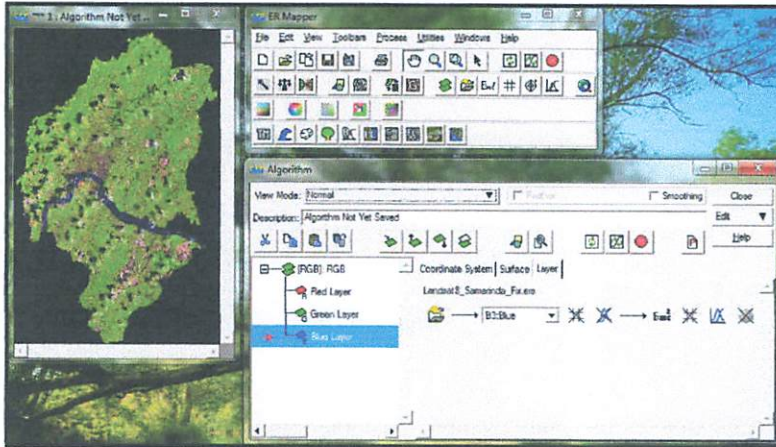 1: Algorithm Not Yet ...
ER Mapper
File Edit View Toolbars Process Utilities Windows Help
Algorithm
View Mode: Normal
Smoothing
Close
Description: Algorithm Not Yet Saved
Edit
Help
[RGB]: RGB
Red Layer
Green Layer
Blue Layer
Coordinate System Surface Layer
Landsat8_Samarinda_Fix.ers